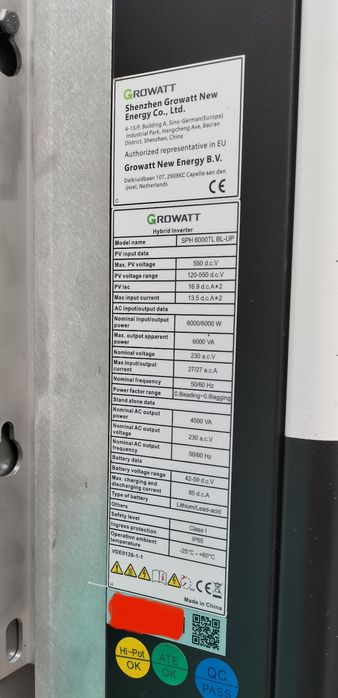 GROWATT
Shenzhen Growatt New
Energy Co., Ltd.
4-13/F, Building A, Sino-German(Europe)
Industrial Park, Hangcheng Ave, Bao'an
District, Shenzhen, China
Authorized representative in EU
Growatt New Energy B.V.
Daikruidbaan 107, 2908KC Capelle aan den
Ijssel, Netherlands
CE
GROWATT
Hybrid Inverter
Model name SPH 6000TL BL-UP
PV input data
Max. PV voltage 550 d.c.V
PV voltage range 120-550 d.c.V
PV Isc 16.9 d.c.A*2
Max input current 13.5 d.c.A*2
AC input/output data
Nominal input/output
power 6000/6000 W
Max. output apparent
power 6000 VA
Nominal voltage 230 a.c.V
Max input/output
current 27/27 a.c.A
Nominal frequency 50/60 Hz
Power factor range 0.8leading~0.8lagging
Stand alone data
Nominal AC output
power 4000 VA
Nominal AC output
voltage 230 a.c.V
Nominal AC output
frequency 50/60 Hz
Battery data
Battery voltage range 42-59 d.c.V
Max. charging and
discharging current 85 d.c.A
Type of battery Lithium/Lead-acid
Others
Safety level Class I
Ingress protection IP65
Operation ambient
temperature -25°C - +60°C
VDE0126-1-1
CE
Made in China
Hi-Pot
OK
ATE
OK
QC
PASS